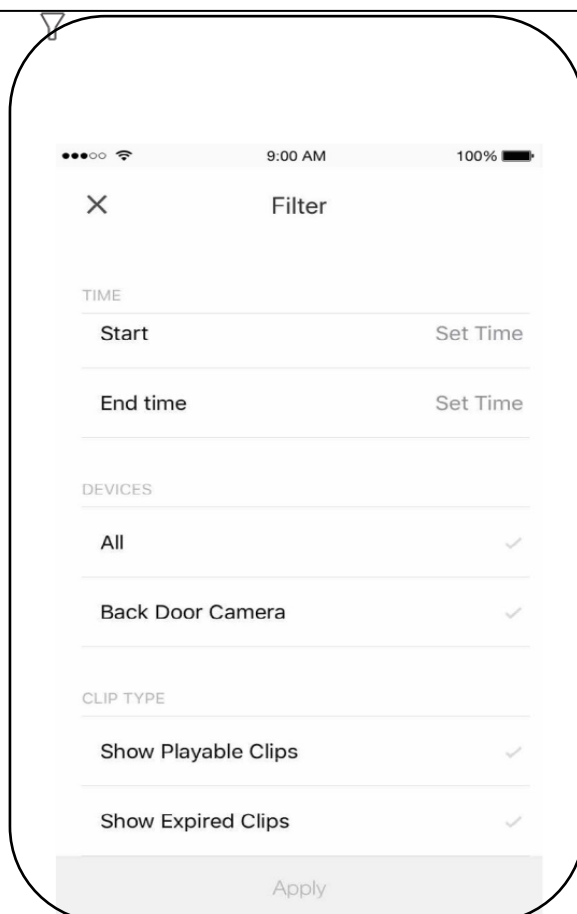 9:00 AM 100%
Filter
TIME
Start Set Time
End time Set Time
DEVICES
All
Back Door Camera
CLIP TYPE
Show Playable Clips
Show Expired Clips
Apply